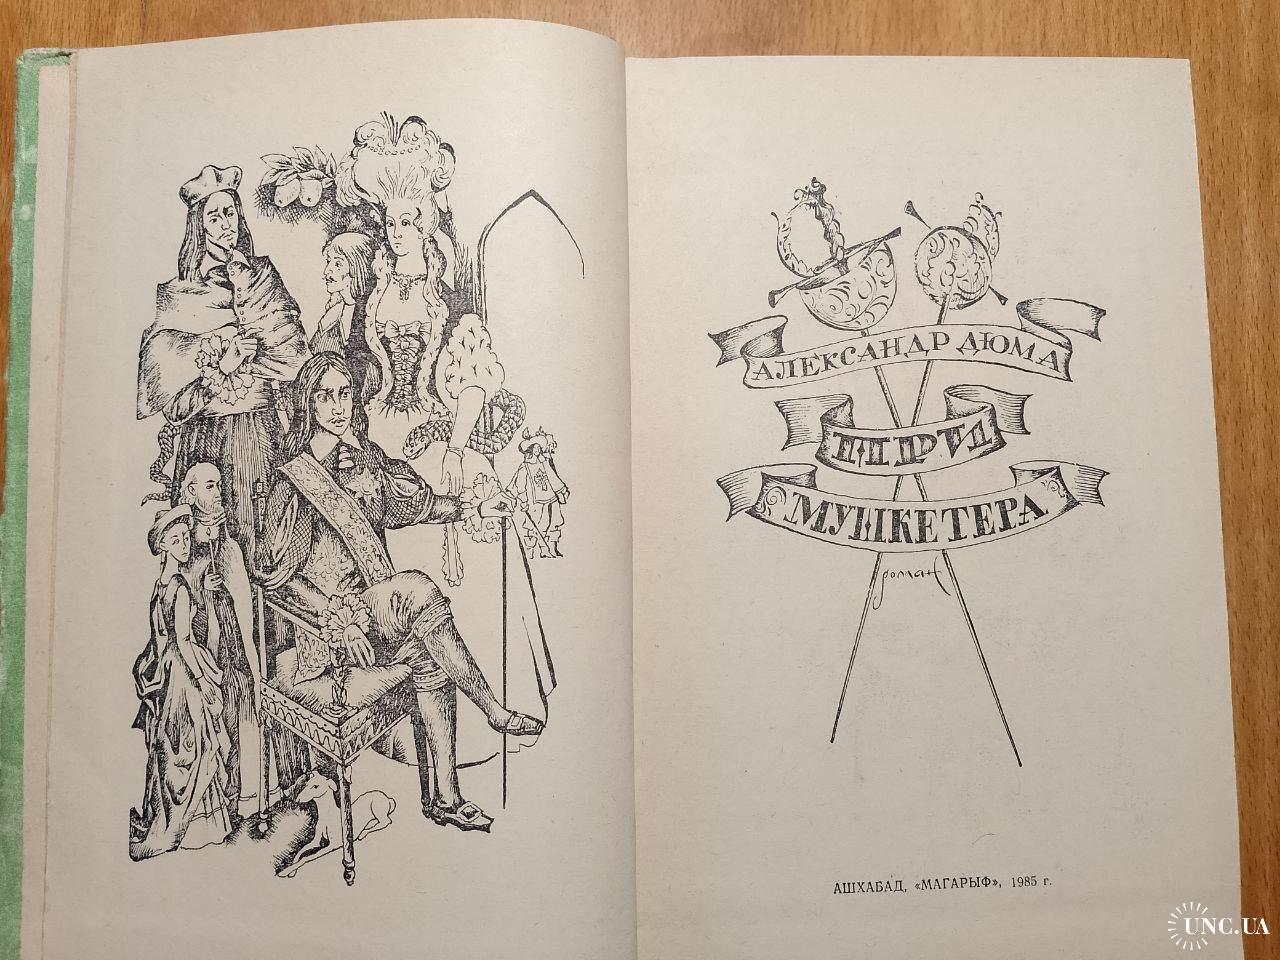 АЛЕКСАНДР ДЮМА
ТРИ
МУШКЕТЕРА
роман
АШХАБАД, «МАГАРЫФ», 1985 г.
UNC.UA